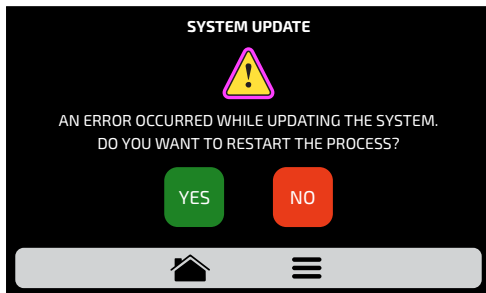 SYSTEM UPDATE
!
AN ERROR OCCURRED WHILE UPDATING THE SYSTEM.
DO YOU WANT TO RESTART THE PROCESS?
YES NO